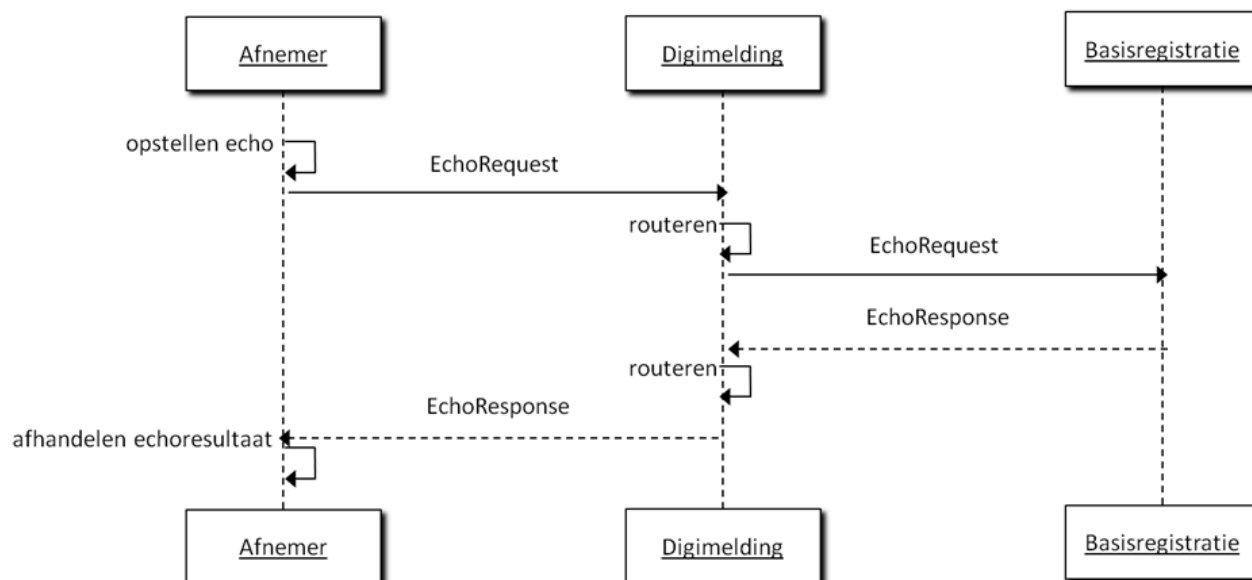 Afnemer
Digimelding
Basisregistratie
opstellen echo
EchoRequest
routeren
EchoRequest
EchoResponse
routeren
EchoResponse
afhandelen echoresultaat
Afnemer
Digimelding
Basisregistratie